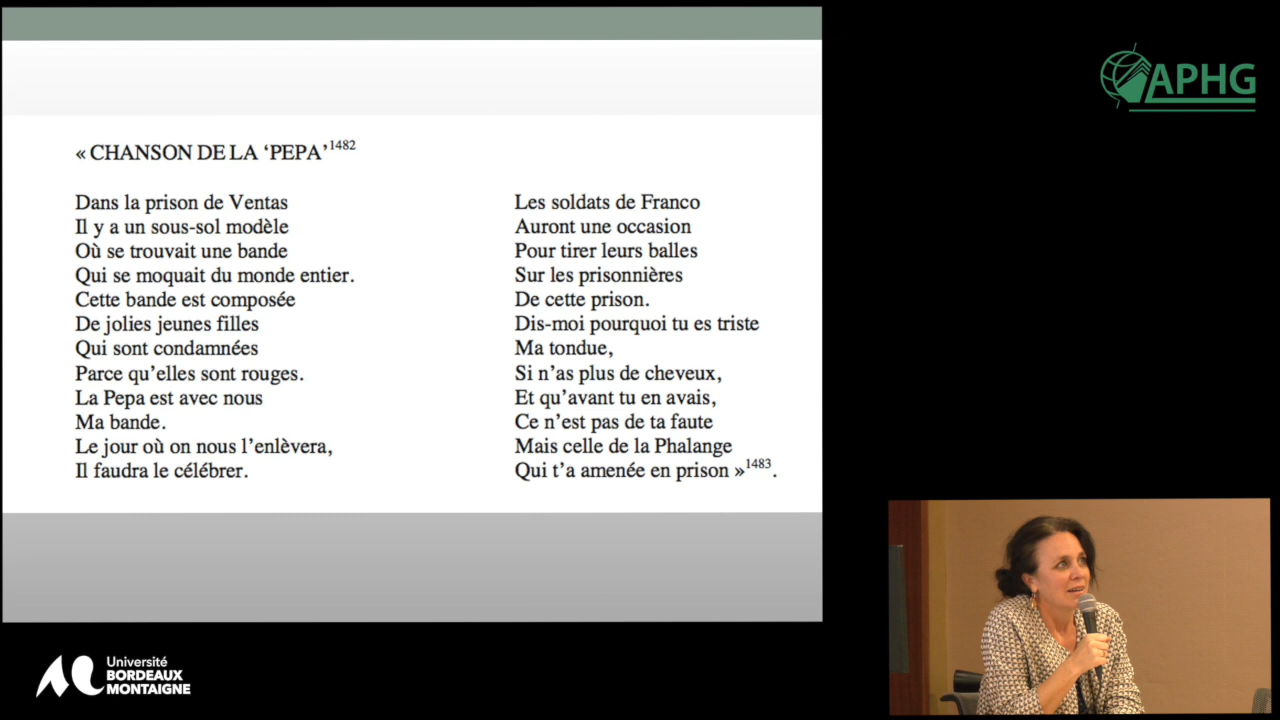 « CHANSON DE LA ‘PEPA’1482
Dans la prison de Ventas
Il y a un sous-sol modèle
Où se trouvait une bande
Qui se moquait du monde entier.
Cette bande est composée
De jolies jeunes filles
Qui sont condamnées
Parce qu’elles sont rouges.
La Pepa est avec nous
Ma bande.
Le jour où on nous l’enlèvera,
Il faudra le célébrer.
Les soldats de Franco
Auront une occasion
Pour tirer leurs balles
Sur les prisonnières
De cette prison.
Dis-moi pourquoi tu es triste
Ma tondue,
Si n’as plus de cheveux,
Et qu’avant tu en avais,
Ce n’est pas de ta faute
Mais celle de la Phalange
Qui t’a amenée en prison »1483.
APHG
Université
BORDEAUX
MONTAIGNE